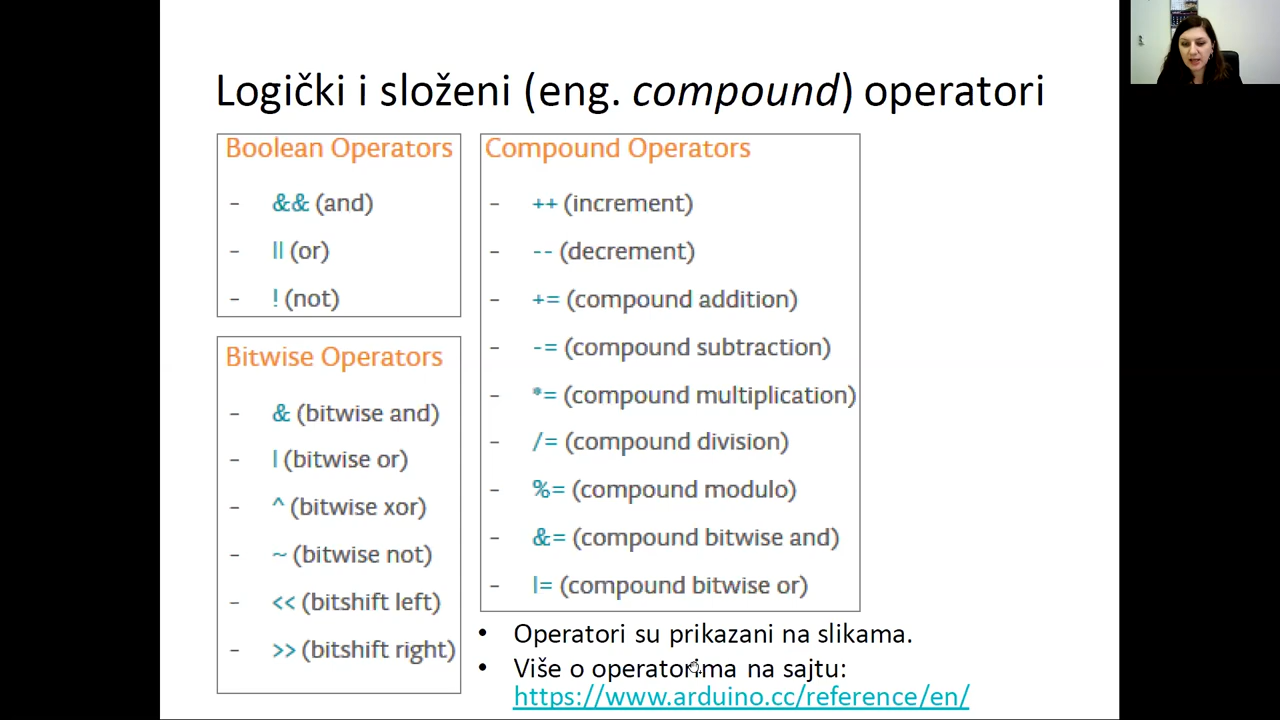 Logički i složeni (eng. compound) operatori
Boolean Operators
- && (and)
- || (or)
- ! (not)
Bitwise Operators
- & (bitwise and)
- | (bitwise or)
- ^ (bitwise xor)
- ~ (bitwise not)
- << (bitshift left)
- >> (bitshift right)
Compound Operators
- ++ (increment)
- -- (decrement)
- += (compound addition)
- -= (compound subtraction)
- *= (compound multiplication)
- /= (compound division)
- %= (compound modulo)
- &= (compound bitwise and)
- |= (compound bitwise or)
• Operatori su prikazani na slikama.
• Više o operatorima na sajtu:
https://www.arduino.cc/reference/en/